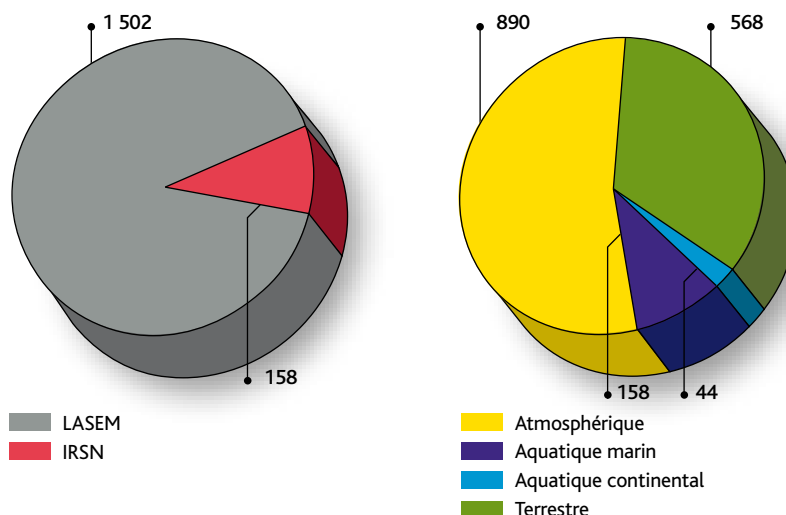 1 502
158
LASEM
IRSN
890
568
158
44
Atmosphérique
Aquatique marin
Aquatique continental
Terrestre